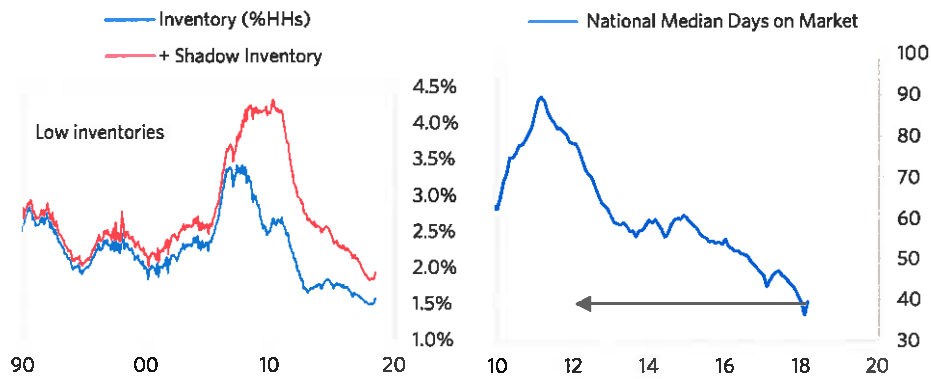 Inventory (%HHs)
+ Shadow Inventory
Low inventories
4.5%
4.0%
3.5%
3.0%
2.5%
2.0%
1.5%
1.0%
90 00 10 20
National Median Days on Market
100
90
80
70
60
50
40
30
10 12 14 16 18 20